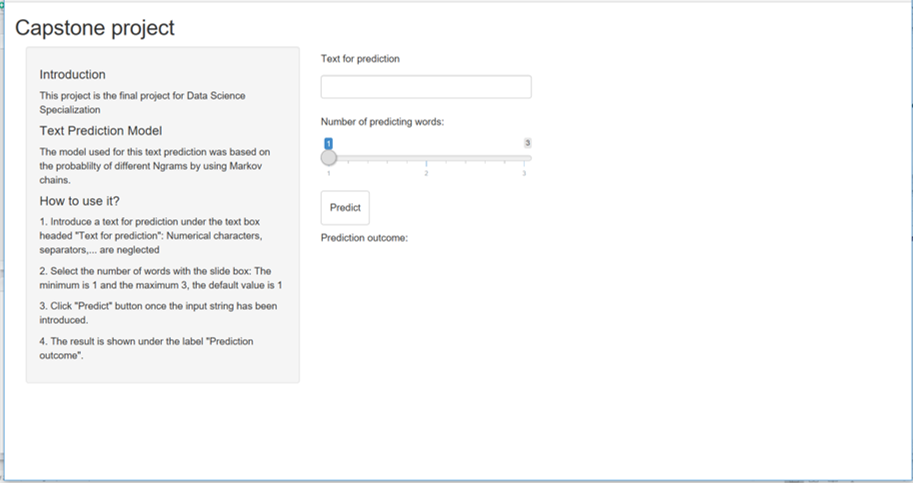 Capstone project
Introduction
This project is the final project for Data Science
Specialization
Text Prediction Model
The model used for this text prediction was based on
the probablilty of different Ngrams by using Markov
chains.
How to use it?
1. Introduce a text for prediction under the text box
headed "Text for prediction": Numerical characters,
separators,... are neglected
2. Select the number of words with the slide box: The
minimum is 1 and the maximum 3, the default value is 1
3. Click "Predict" button once the input string has been
introduced.
4. The result is shown under the label "Prediction
outcome".
Text for prediction
Number of predicting words:
1 3
1 2 3
Predict
Prediction outcome: